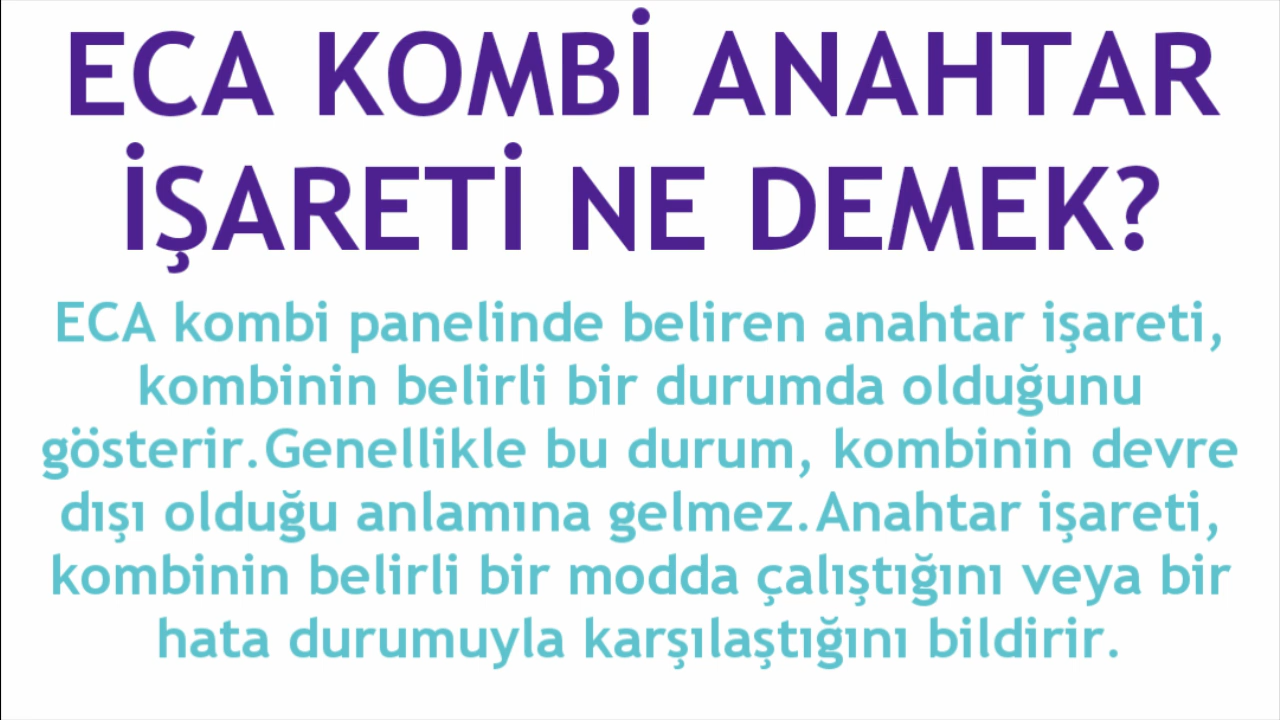 ECA KOMBİ ANAHTAR
İŞARETİ NE DEMEK?
ECA kombi panelinde beliren anahtar işareti,
kombinin belirli bir durumda olduğunu
gösterir.Genellikle bu durum, kombinin devre
dışı olduğu anlamına gelmez.Anahtar işareti,
kombinin belirli bir modda çalıştığını veya bir
hata durumuyla karşılaştığını bildirir.